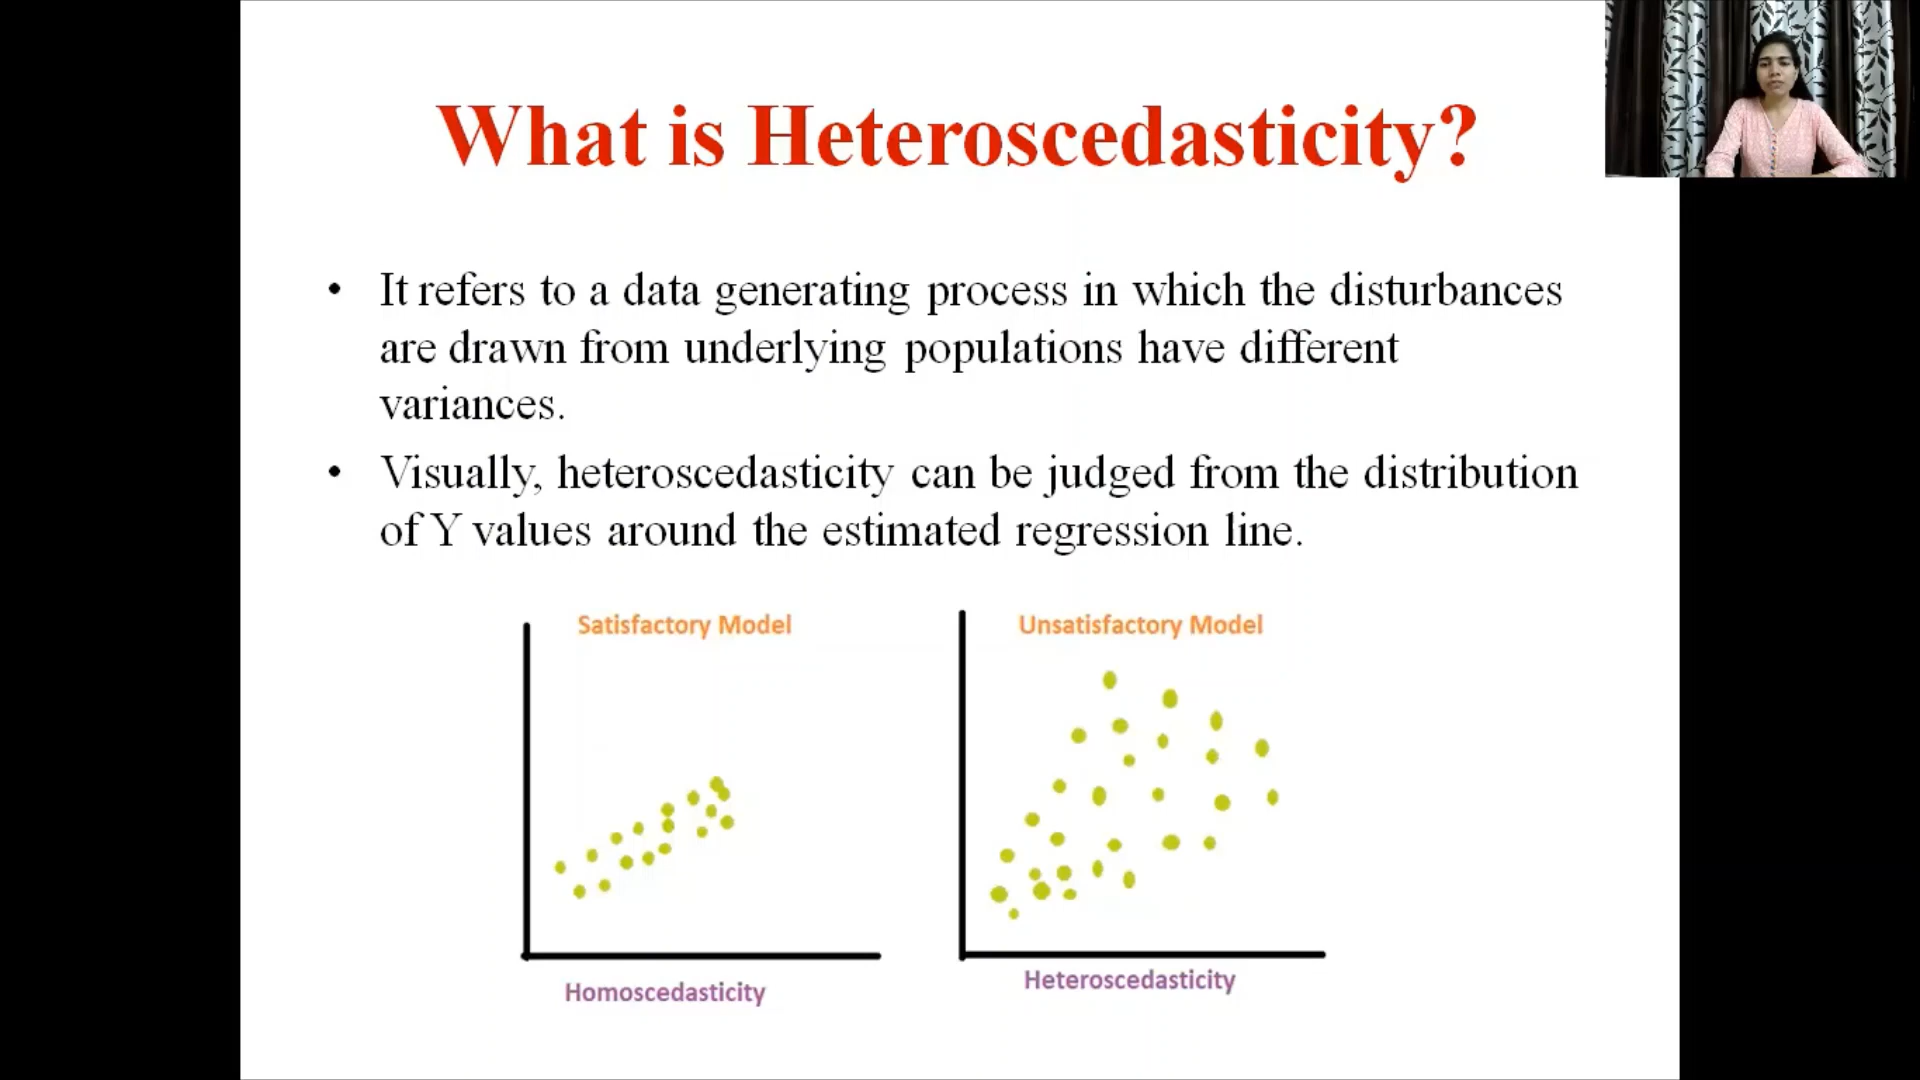 What is Heteroscedasticity?
• It refers to a data generating process in which the disturbances
are drawn from underlying populations have different
variances.
• Visually, heteroscedasticity can be judged from the distribution
of Y values around the estimated regression line.
Satisfactory Model
Unsatisfactory Model
Homoscedasticity
Heteroscedasticity